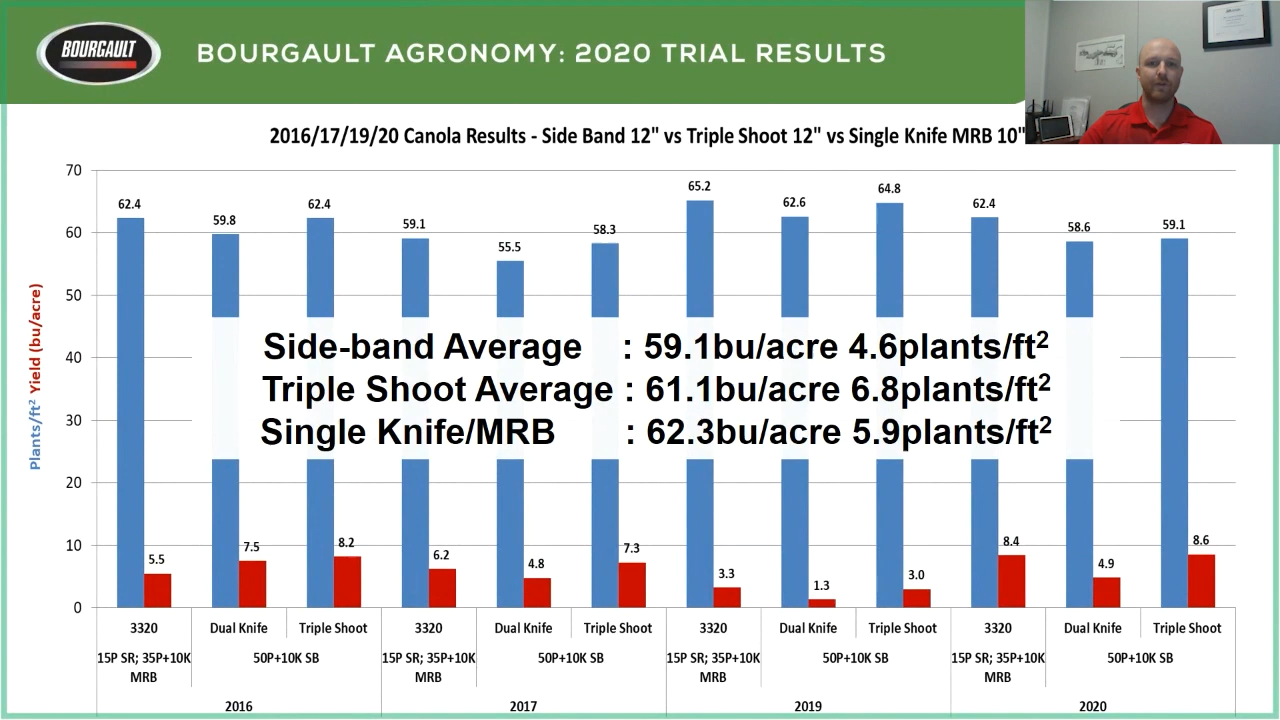 BOURGAULT
BOURGAULT AGRONOMY: 2020 TRIAL RESULTS
2016/17/19/20 Canola Results - Side Band 12" vs Triple Shoot 12" vs Single Knife MRB 10"
Plants/ft² Yield (bu/acre)
70
60
50
40
30
20
10
0
62.4
59.8
62.4
59.1
55.5
58.3
65.2
62.6
64.8
62.4
58.6
59.1
Side-band Average : 59.1bu/acre 4.6plants/ft²
Triple Shoot Average : 61.1bu/acre 6.8plants/ft²
Single Knife/MRB : 62.3bu/acre 5.9plants/ft²
5.5
7.5
8.2
6.2
4.8
7.3
3.3
1.3
3.0
8.4
4.9
8.6
3320
Dual Knife
Triple Shoot
3320
Dual Knife
Triple Shoot
3320
Dual Knife
Triple Shoot
3320
Dual Knife
Triple Shoot
15P SR; 35P+10K
MRB
50P+10K SB
15P SR; 35P+10K
MRB
50P+10K SB
15P SR; 35P+10K
MRB
50P+10K SB
15P SR; 35P+10K
MRB
50P+10K SB
2016
2017
2019
2020